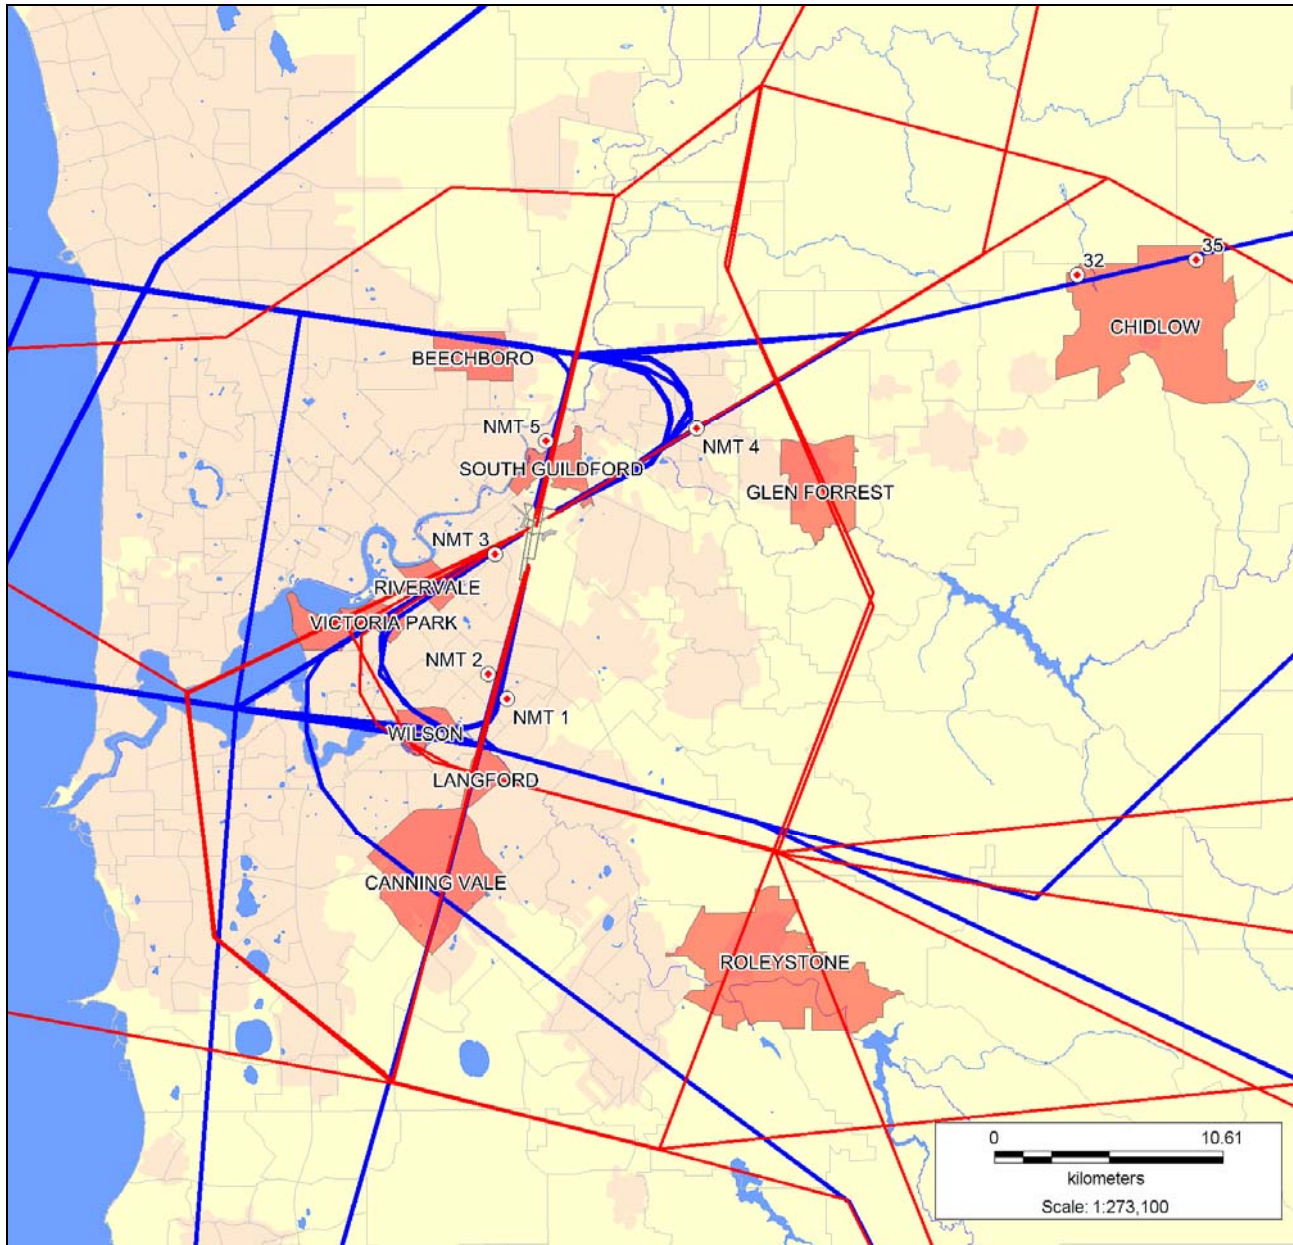 35
32
CHIDLOW
BEECHBORO
NMT 5
NMT 4
SOUTH GUILDFORD
GLEN FORREST
NMT 3
RIVERVALE
VICTORIA PARK
NMT 2
NMT 1
WILSON
LANGFORD
CANNING VALE
ROLEYSTONE
0 10.61
kilometers
Scale: 1:273,100